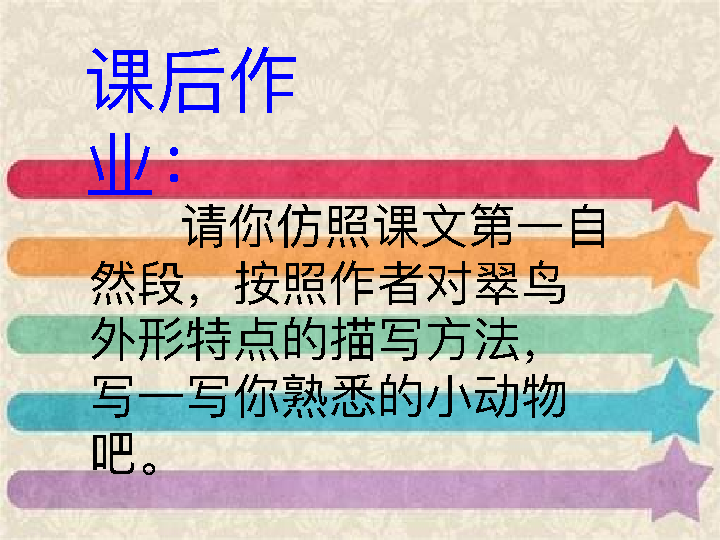 课后作
业：
请你仿照课文第一自
然段，按照作者对翠鸟
外形特点的描写方法，
写一写你熟悉的小动物
吧。